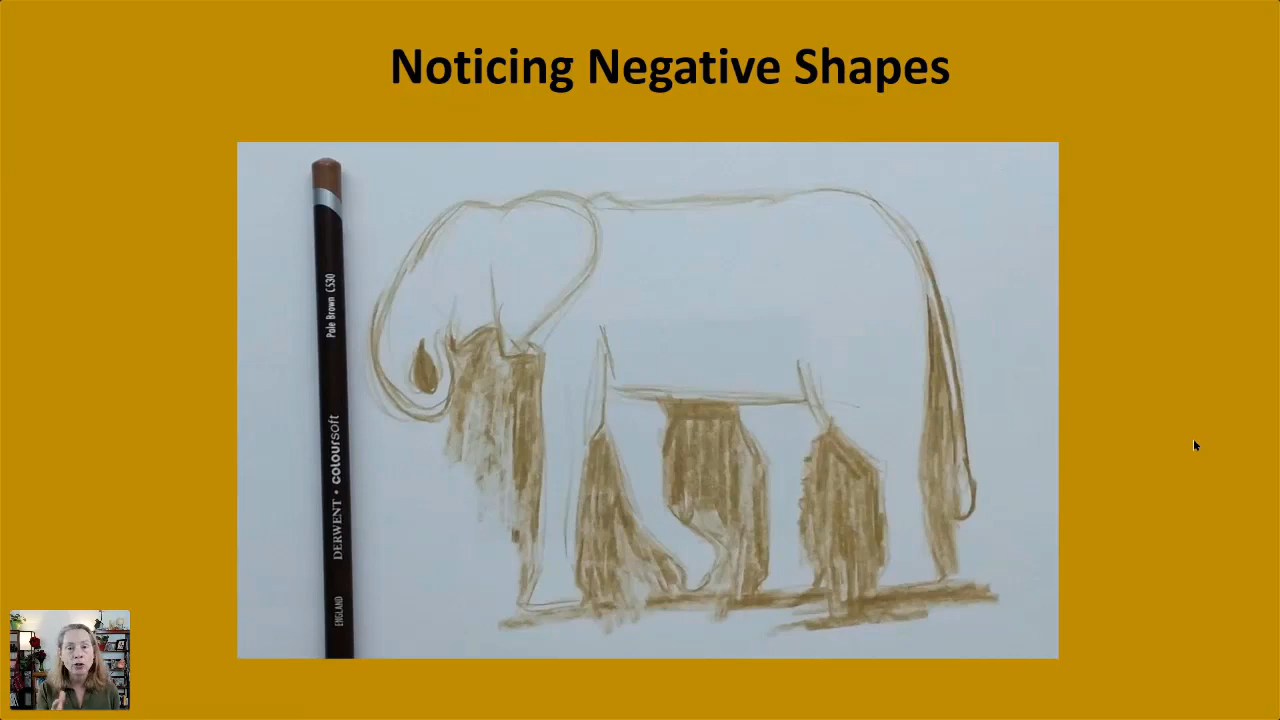 Noticing Negative Shapes
Pale Brown C530
DERWENT • coloursoft
ENGLAND